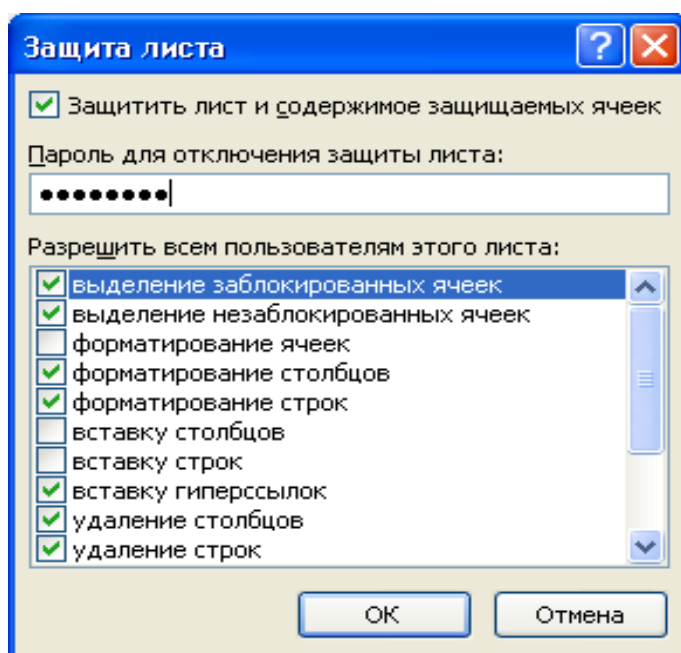 Защита листа
Защитить лист и содержимое защищаемых ячеек
Пароль для отключения защиты листа:
●●●●●●●●
Разрешить всем пользователям этого листа:
выделение заблокированных ячеек
выделение незаблокированных ячеек
форматирование ячеек
форматирование столбцов
форматирование строк
вставку столбцов
вставку строк
вставку гиперссылок
удаление столбцов
удаление строк
ОК Отмена